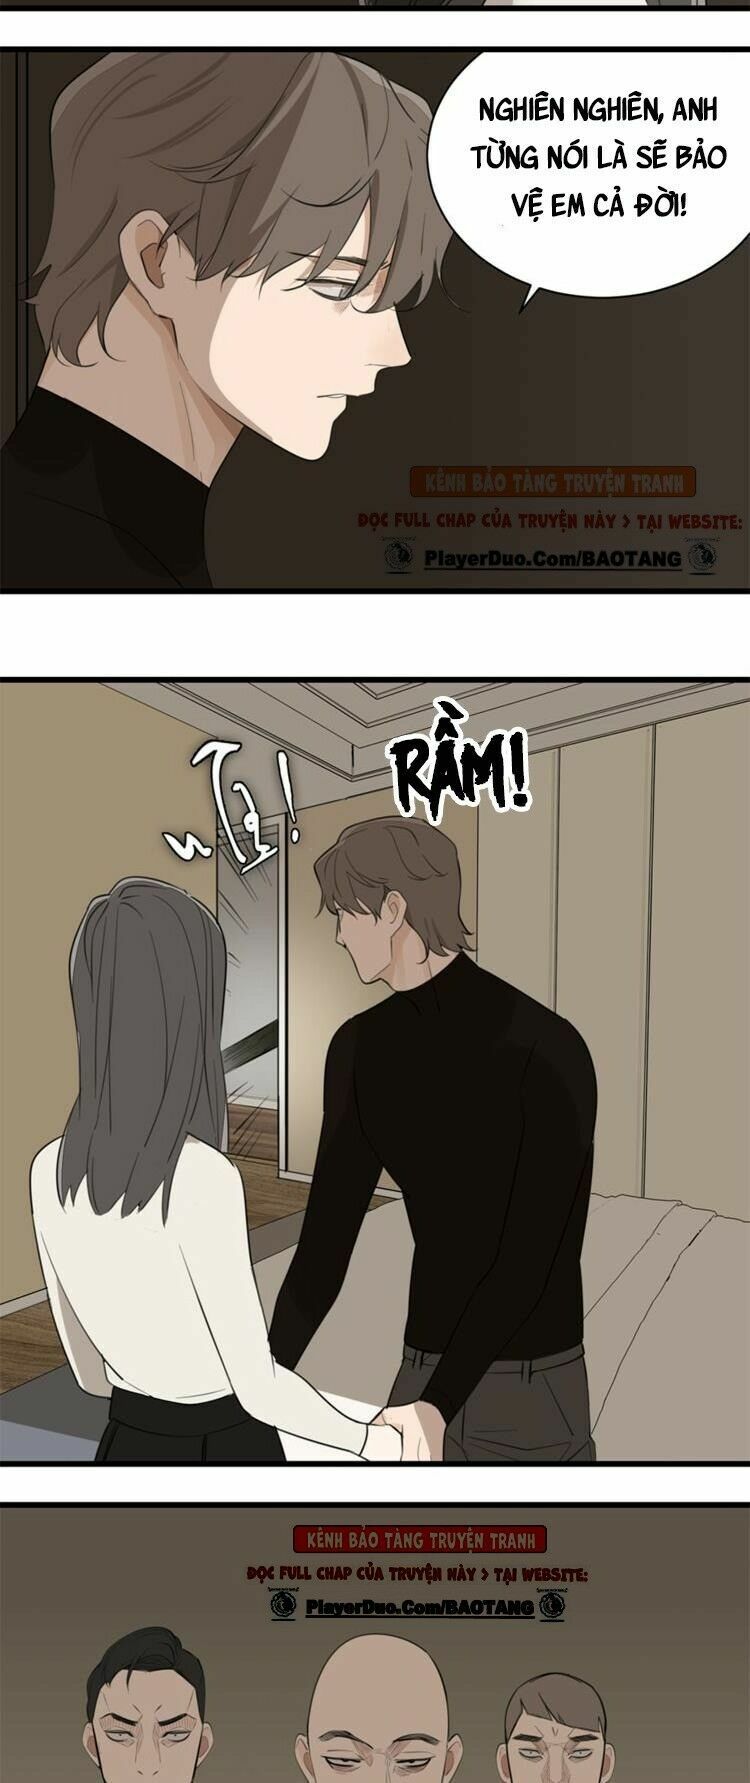 NGHIÊN NGHIÊN, ANH
TỪNG NÓI LÀ SẼ BẢO
VỆ EM CẢ ĐỜI!
KÊNH BẢO TÀNG TRUYỆN TRANH
ĐỌC FULL CHAP CỦA TRUYỆN NÀY > TẠI WEBSITE:
PlayerDuo.Com/BAOTANG
RẦM!
KÊNH BẢO TÀNG TRUYỆN TRANH
ĐỌC FULL CHAP CỦA TRUYỆN NÀY > TẠI WEBSITE:
PlayerDuo.Com/BAOTANG